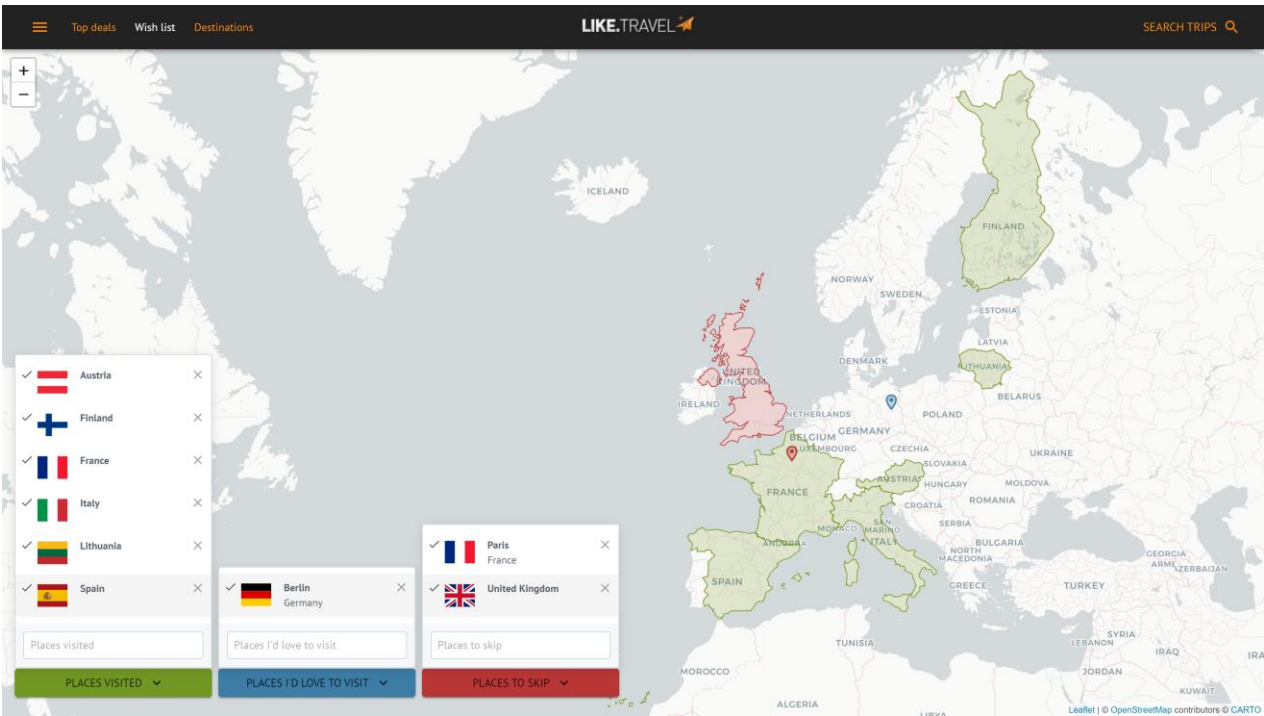 Top deals Wish list Destinations LIKE.TRAVEL SEARCH TRIPS
+
−
ICELAND
FINLAND
NORWAY
SWEDEN
ESTONIA
LATVIA
DENMARK
LITHUANIA
UNITED
KINGDOM
BELARUS
IRELAND
NETHERLANDS
POLAND
GERMANY
BELGIUM
LUXEMBOURG
CZECHIA
UKRAINE
SLOVAKIA
AUSTRIA
HUNGARY
MOLDOVA
FRANCE
ROMANIA
CROATIA
MONACO
SAN
MARINO
SERBIA
ITALY
ANDORRA
BULGARIA
NORTH
MACEDONIA
GEORGIA
AZERBAIJAN
SPAIN
GREECE
TURKEY
TUNISIA
SYRIA
LEBANON
IRAQ
IRA
MOROCCO
JORDAN
KUWAIT
ALGERIA
LIBYA
Austria
Finland
France
Italy
Lithuania
Spain
Places visited
PLACES VISITED
Berlin
Germany
Places I'd love to visit
PLACES I'D LOVE TO VISIT
Paris
France
United Kingdom
Places to skip
PLACES TO SKIP
Leaflet | © OpenStreetMap contributors © CARTO